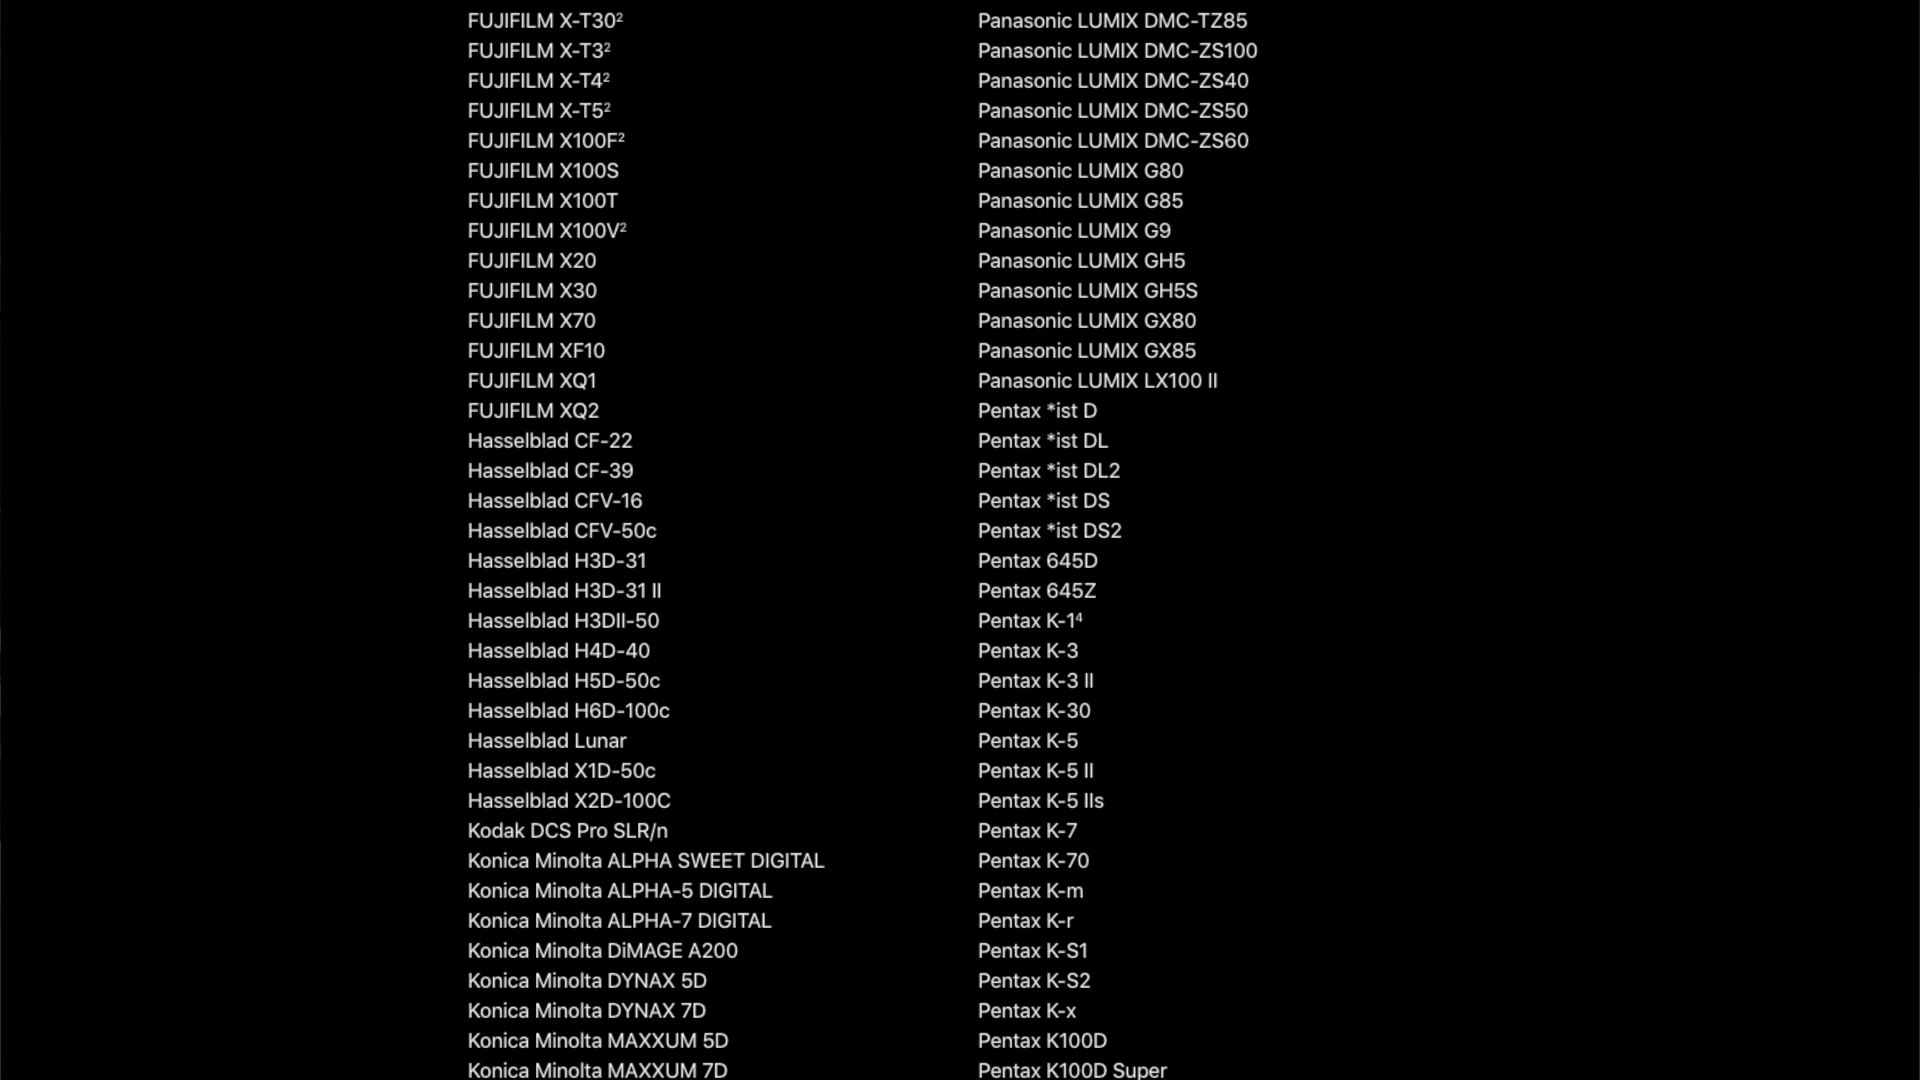 FUJIFILM X-T30²
FUJIFILM X-T3²
FUJIFILM X-T4²
FUJIFILM X-T5²
FUJIFILM X100F²
FUJIFILM X100S
FUJIFILM X100T
FUJIFILM X100V²
FUJIFILM X20
FUJIFILM X30
FUJIFILM X70
FUJIFILM XF10
FUJIFILM XQ1
FUJIFILM XQ2
Hasselblad CF-22
Hasselblad CF-39
Hasselblad CFV-16
Hasselblad CFV-50c
Hasselblad H3D-31
Hasselblad H3D-31 II
Hasselblad H3DII-50
Hasselblad H4D-40
Hasselblad H5D-50c
Hasselblad H6D-100c
Hasselblad Lunar
Hasselblad X1D-50c
Hasselblad X2D-100C
Kodak DCS Pro SLR/n
Konica Minolta ALPHA SWEET DIGITAL
Konica Minolta ALPHA-5 DIGITAL
Konica Minolta ALPHA-7 DIGITAL
Konica Minolta DiMAGE A200
Konica Minolta DYNAX 5D
Konica Minolta DYNAX 7D
Konica Minolta MAXXUM 5D
Konica Minolta MAXXUM 7D
Panasonic LUMIX DMC-TZ85
Panasonic LUMIX DMC-ZS100
Panasonic LUMIX DMC-ZS40
Panasonic LUMIX DMC-ZS50
Panasonic LUMIX DMC-ZS60
Panasonic LUMIX G80
Panasonic LUMIX G85
Panasonic LUMIX G9
Panasonic LUMIX GH5
Panasonic LUMIX GH5S
Panasonic LUMIX GX80
Panasonic LUMIX GX85
Panasonic LUMIX LX100 II
Pentax *ist D
Pentax *ist DL
Pentax *ist DL2
Pentax *ist DS
Pentax *ist DS2
Pentax 645D
Pentax 645Z
Pentax K-1⁴
Pentax K-3
Pentax K-3 II
Pentax K-30
Pentax K-5
Pentax K-5 II
Pentax K-5 IIs
Pentax K-7
Pentax K-70
Pentax K-m
Pentax K-r
Pentax K-S1
Pentax K-S2
Pentax K-x
Pentax K100D
Pentax K100D Super